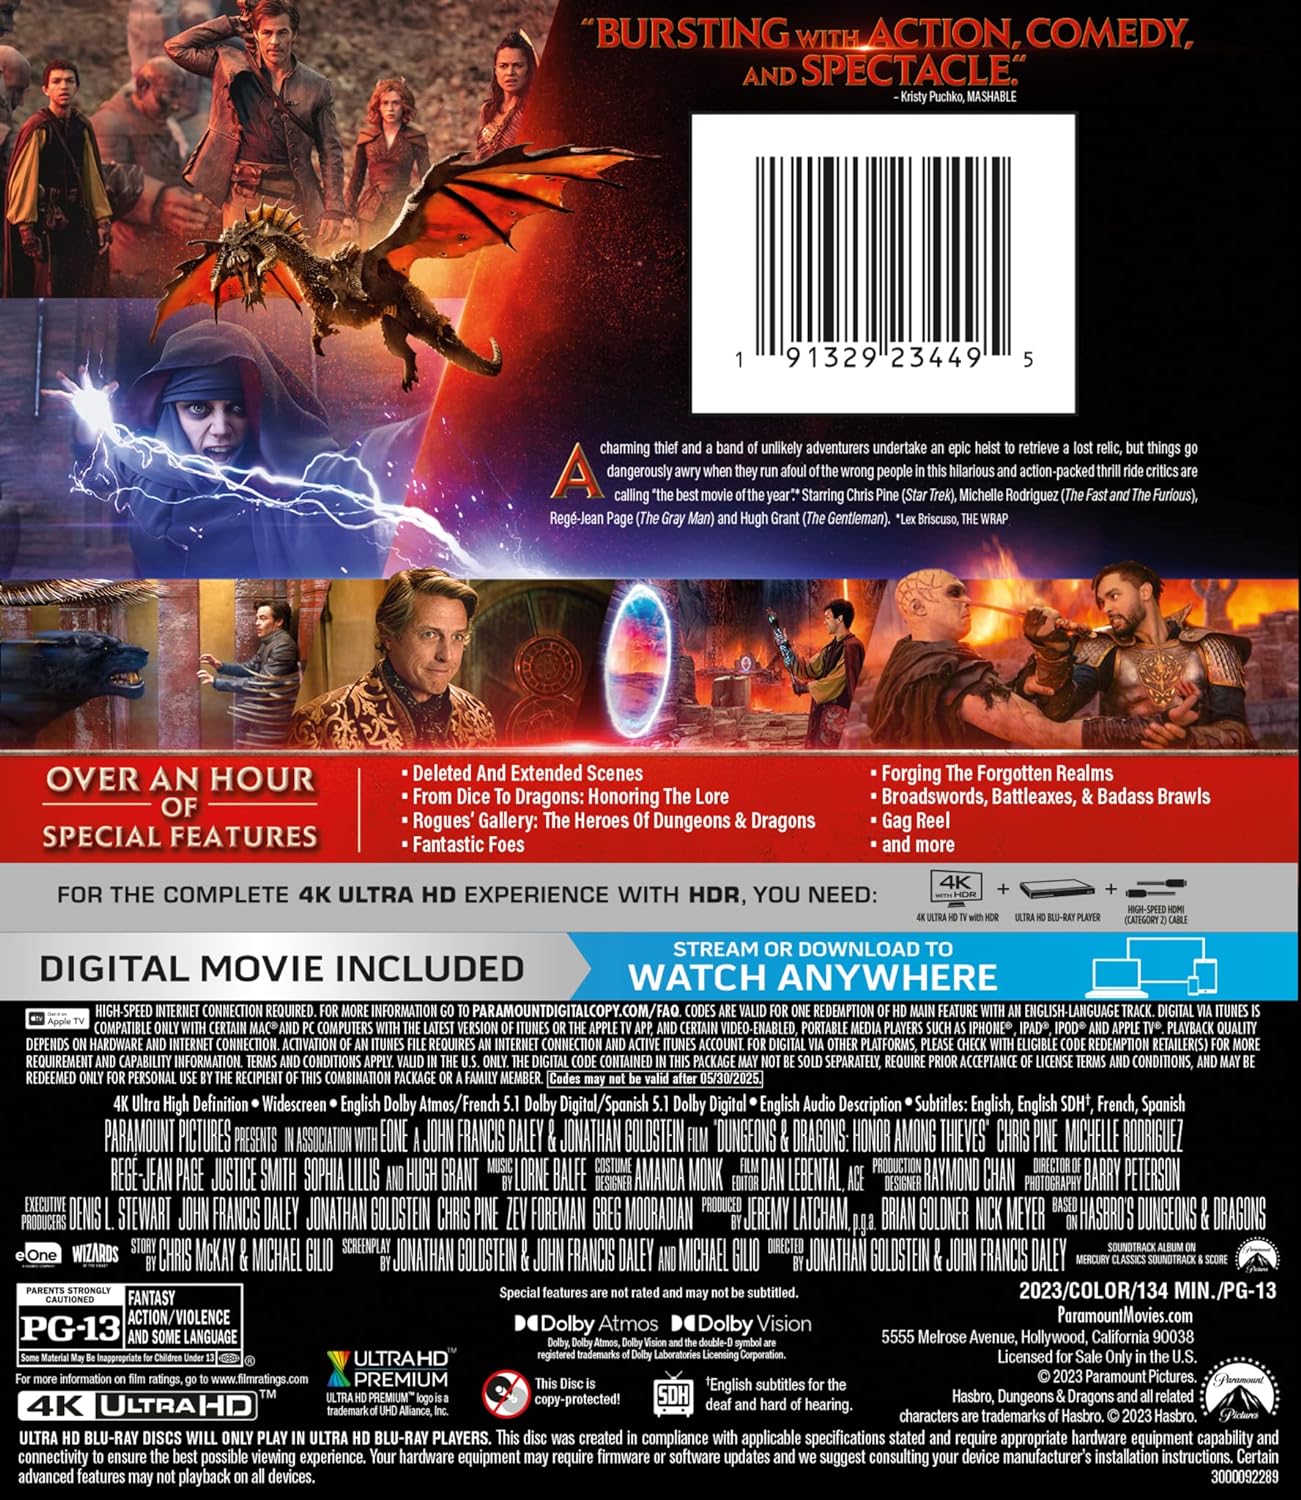 “BURSTING WITH ACTION, COMEDY,
AND SPECTACLE.”
– Kristy Puchko, MASHABLE
1 91329 23449 5
A charming thief and a band of unlikely adventurers undertake an epic heist to retrieve a lost relic, but things go
dangerously awry when they run afoul of the wrong people in this hilarious and action-packed thrill ride critics are
calling “the best movie of the year.”* Starring Chris Pine (Star Trek), Michelle Rodriguez (The Fast and The Furious),
Regé-Jean Page (The Gray Man) and Hugh Grant (The Gentleman). *Lex Briscuso, THE WRAP
OVER AN HOUR
OF
SPECIAL FEATURES
▪ Deleted And Extended Scenes
▪ From Dice To Dragons: Honoring The Lore
▪ Rogues’ Gallery: The Heroes Of Dungeons & Dragons
▪ Fantastic Foes
▪ Forging The Forgotten Realms
▪ Broadswords, Battleaxes, & Badass Brawls
▪ Gag Reel
▪ and more
FOR THE COMPLETE 4K ULTRA HD EXPERIENCE WITH HDR, YOU NEED:
4K
WITH HDR
+ +
4K ULTRA HD TV with HDR
ULTRA HD BLU-RAY PLAYER
HIGH-SPEED HDMI
(CATEGORY 2) CABLE
DIGITAL MOVIE INCLUDED
STREAM OR DOWNLOAD TO
WATCH ANYWHERE
Get it on
Apple TV
HIGH-SPEED INTERNET CONNECTION REQUIRED. FOR MORE INFORMATION GO TO PARAMOUNTDIGITALCOPY.COM/FAQ. CODES ARE VALID FOR ONE REDEMPTION OF HD MAIN FEATURE WITH AN ENGLISH-LANGUAGE TRACK. DIGITAL VIA ITUNES IS
COMPATIBLE ONLY WITH CERTAIN MAC® AND PC COMPUTERS WITH THE LATEST VERSION OF ITUNES OR THE APPLE TV APP, AND CERTAIN VIDEO-ENABLED, PORTABLE MEDIA PLAYERS SUCH AS IPHONE®, IPAD®, IPOD® AND APPLE TV®. PLAYBACK QUALITY
DEPENDS ON HARDWARE AND INTERNET CONNECTION. ACTIVATION OF AN ITUNES FILE REQUIRES AN INTERNET CONNECTION AND ACTIVE ITUNES ACCOUNT. FOR DIGITAL VIA OTHER PLATFORMS, PLEASE CHECK WITH ELIGIBLE CODE REDEMPTION RETAILER(S) FOR MORE
REQUIREMENT AND CAPABILITY INFORMATION. TERMS AND CONDITIONS APPLY. VALID IN THE U.S. ONLY. THE DIGITAL CODE CONTAINED IN THIS PACKAGE MAY NOT BE SOLD SEPARATELY, REQUIRE PRIOR ACCEPTANCE OF LICENSE TERMS AND CONDITIONS, AND MAY BE
REDEEMED ONLY FOR PERSONAL USE BY THE RECIPIENT OF THIS COMBINATION PACKAGE OR A FAMILY MEMBER. Codes may not be valid after 05/30/2025.
4K Ultra High Definition • Widescreen • English Dolby Atmos/French 5.1 Dolby Digital/Spanish 5.1 Dolby Digital • English Audio Description • Subtitles: English, English SDH†, French, Spanish
PARAMOUNT PICTURES PRESENTS IN ASSOCIATION WITH EONE A JOHN FRANCIS DALEY & JONATHAN GOLDSTEIN FILM "DUNGEONS & DRAGONS: HONOR AMONG THIEVES" CHRIS PINE MICHELLE RODRIGUEZ
REGÉ-JEAN PAGE JUSTICE SMITH SOPHIA LILLIS AND HUGH GRANT MUSIC BY LORNE BALFE COSTUME DESIGNER AMANDA MONK FILM EDITOR DAN LEBENTAL, ACE PRODUCTION DESIGNER RAYMOND CHAN DIRECTOR OF PHOTOGRAPHY BARRY PETERSON
EXECUTIVE PRODUCERS DENIS L. STEWART JOHN FRANCIS DALEY JONATHAN GOLDSTEIN CHRIS PINE ZEV FOREMAN GREG MOORADIAN PRODUCED BY JEREMY LATCHAM, p.g.a. BRIAN GOLDNER NICK MEYER BASED ON HASBRO'S DUNGEONS & DRAGONS
eOne WIZARDS OF THE COAST STORY BY CHRIS McKAY & MICHAEL GILIO SCREENPLAY BY JONATHAN GOLDSTEIN & JOHN FRANCIS DALEY AND MICHAEL GILIO DIRECTED BY JONATHAN GOLDSTEIN & JOHN FRANCIS DALEY SOUNDTRACK ALBUM ON MERCURY CLASSICS SOUNDTRACK & SCORE Paramount Pictures
PARENTS STRONGLY CAUTIONED
PG-13
FANTASY
ACTION/VIOLENCE
AND SOME LANGUAGE
Some Material May Be Inappropriate for Children Under 13 ®
For more information on film ratings, go to www.filmratings.com
4K ULTRA HD™
ULTRA HD™
PREMIUM
ULTRA HD PREMIUM™ logo is a
trademark of UHD Alliance, Inc.
Special features are not rated and may not be subtitled.
Dolby Atmos Dolby Vision
Dolby, Dolby Atmos, Dolby Vision and the double-D symbol are
registered trademarks of Dolby Laboratories Licensing Corporation.
This Disc is
copy-protected!
SDH
†English subtitles for the
deaf and hard of hearing.
2023/COLOR/134 MIN./PG-13
ParamountMovies.com
5555 Melrose Avenue, Hollywood, California 90038
Licensed for Sale Only in the U.S.
© 2023 Paramount Pictures.
Hasbro, Dungeons & Dragons and all related
characters are trademarks of Hasbro. © 2023 Hasbro.
Paramount
Pictures
ULTRA HD BLU-RAY DISCS WILL ONLY PLAY IN ULTRA HD BLU-RAY PLAYERS. This disc was created in compliance with applicable specifications stated and require appropriate hardware equipment capability and
connectivity to ensure the best possible viewing experience. Your hardware equipment may require firmware or software updates and we suggest consulting your device manufacturer's installation instructions. Certain
advanced features may not playback on all devices.
3000092289